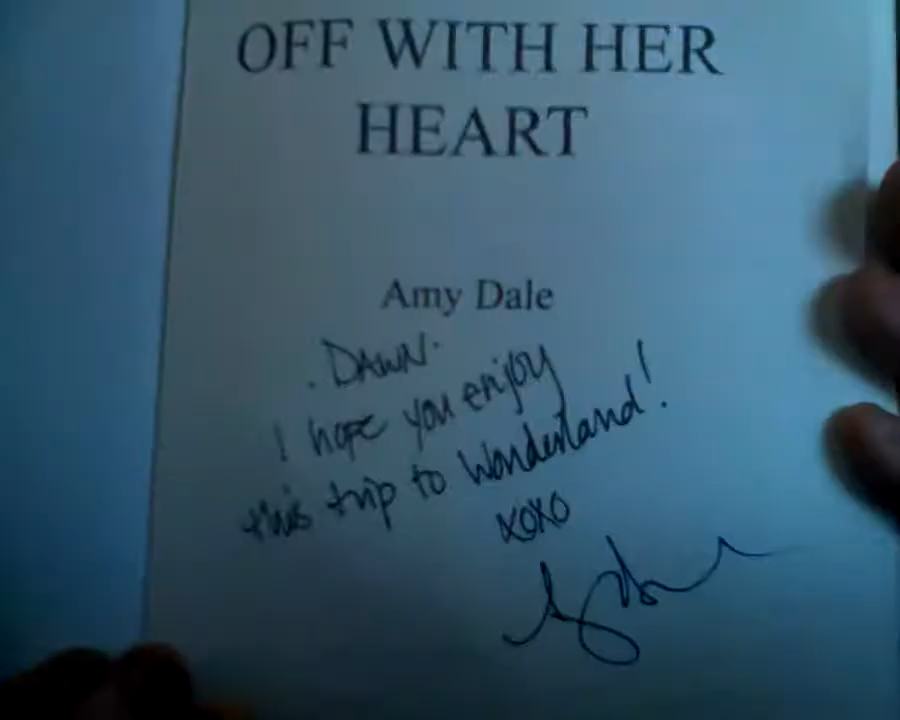 OFF WITH HER
HEART
Amy Dale
. DAWN.
I hope you enjoy
this trip to Wonderland!
xoxo